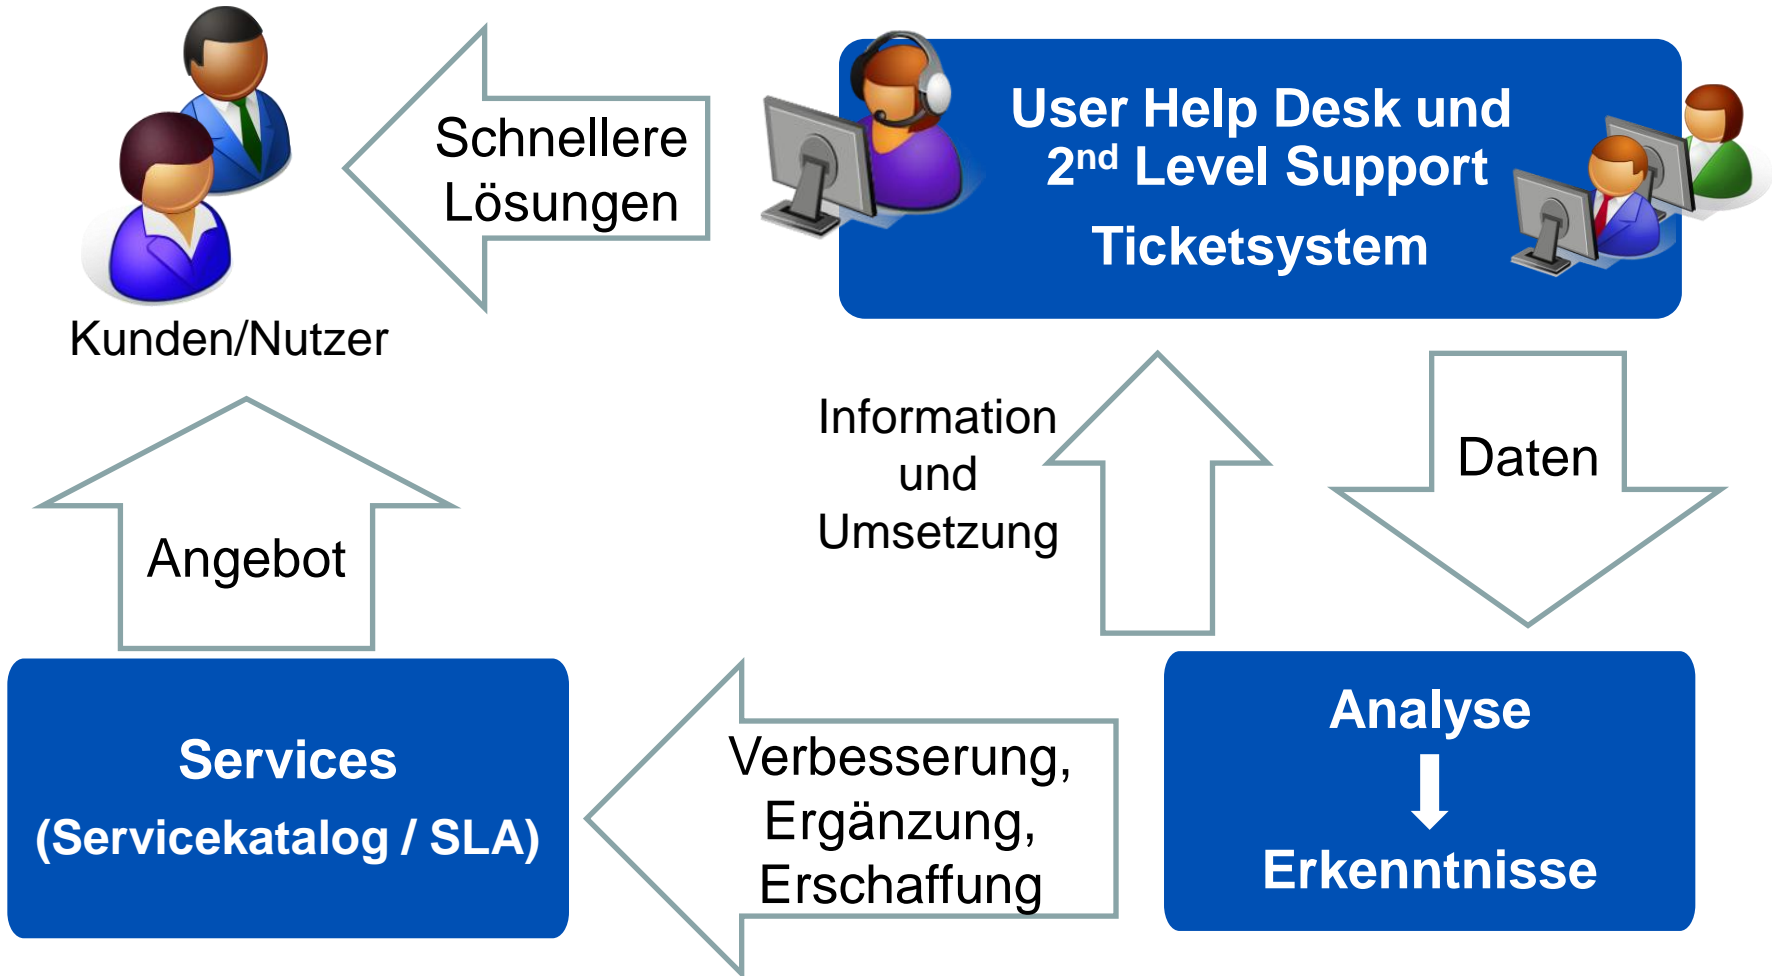 Schnellere
Lösungen
User Help Desk und
2nd Level Support
Ticketsystem
Kunden/Nutzer
Information
und
Umsetzung
Daten
Angebot
Services
(Servicekatalog / SLA)
Verbesserung,
Ergänzung,
Erschaffung
Analyse
Erkenntnisse